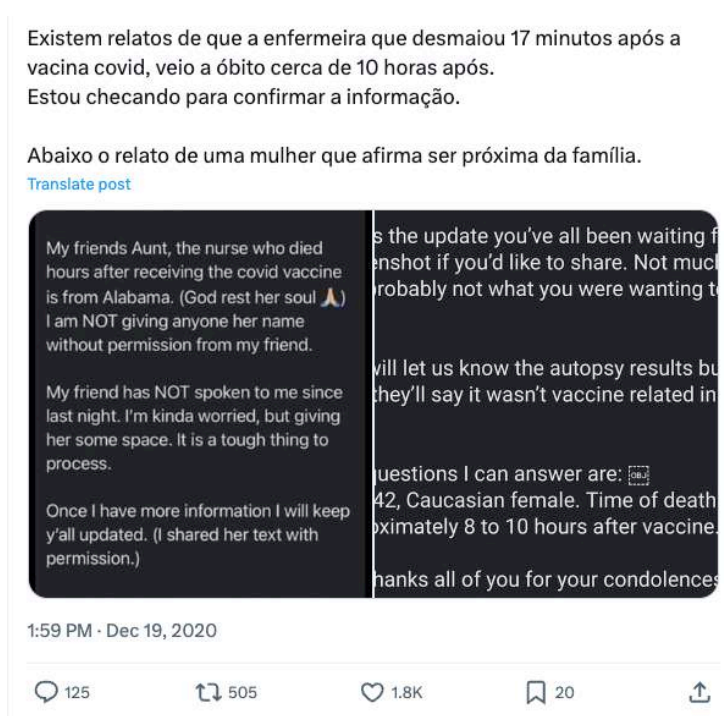 Existem relatos de que a enfermeira que desmaiou 17 minutos após a
vacina covid, veio a óbito cerca de 10 horas após.
Estou checando para confirmar a informação.
Abaixo o relato de uma mulher que afirma ser próxima da família.
Translate post
My friends Aunt, the nurse who died
hours after receiving the covid vaccine
is from Alabama. (God rest her soul 🙏🏼)
I am NOT giving anyone her name
without permission from my friend.
My friend has NOT spoken to me since
last night. I'm kinda worried, but giving
her some space. It is a tough thing to
process.
Once I have more information I will keep
y'all updated. (I shared her text with
permission.)
s the update you've all been waiting f
enshot if you'd like to share. Not much
robably not what you were wanting t
will let us know the autopsy results bu
they'll say it wasn't vaccine related in
questions I can answer are:
42, Caucasian female. Time of death
oximately 8 to 10 hours after vaccine.
hanks all of you for your condolences
1:59 PM · Dec 19, 2020
125 505 1.8K 20